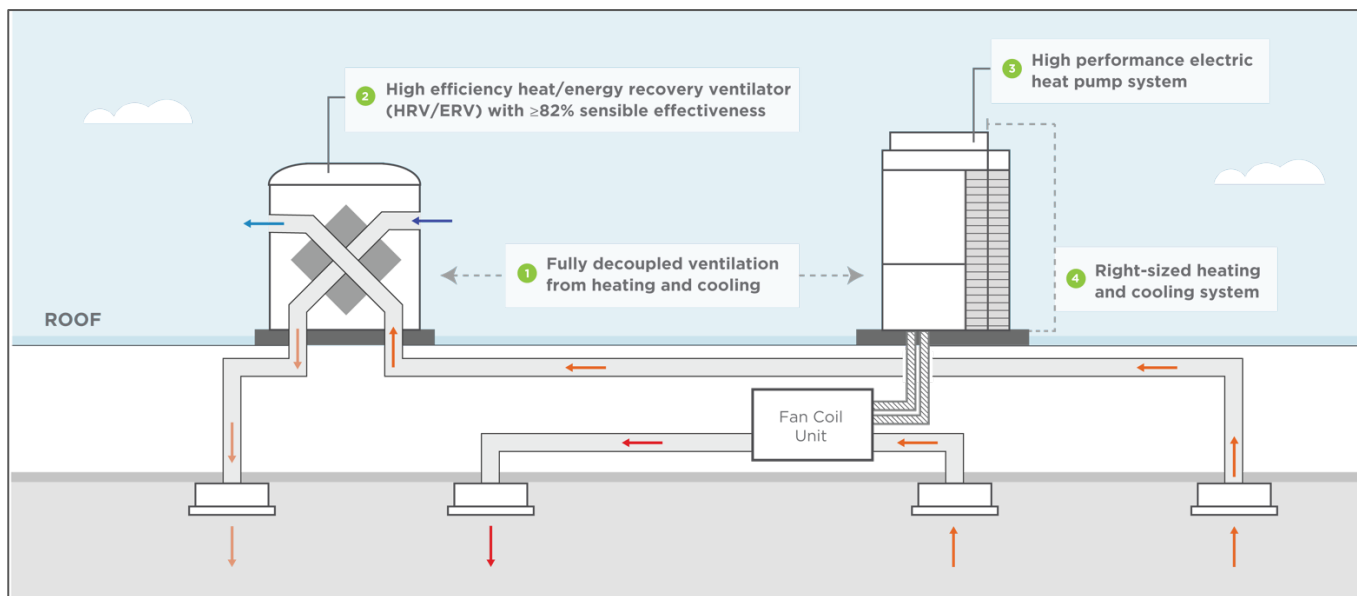 2 High efficiency heat/energy recovery ventilator
(HRV/ERV) with ≥82% sensible effectiveness
3 High performance electric
heat pump system
1 Fully decoupled ventilation
from heating and cooling
4 Right-sized heating
and cooling system
ROOF
Fan Coil
Unit